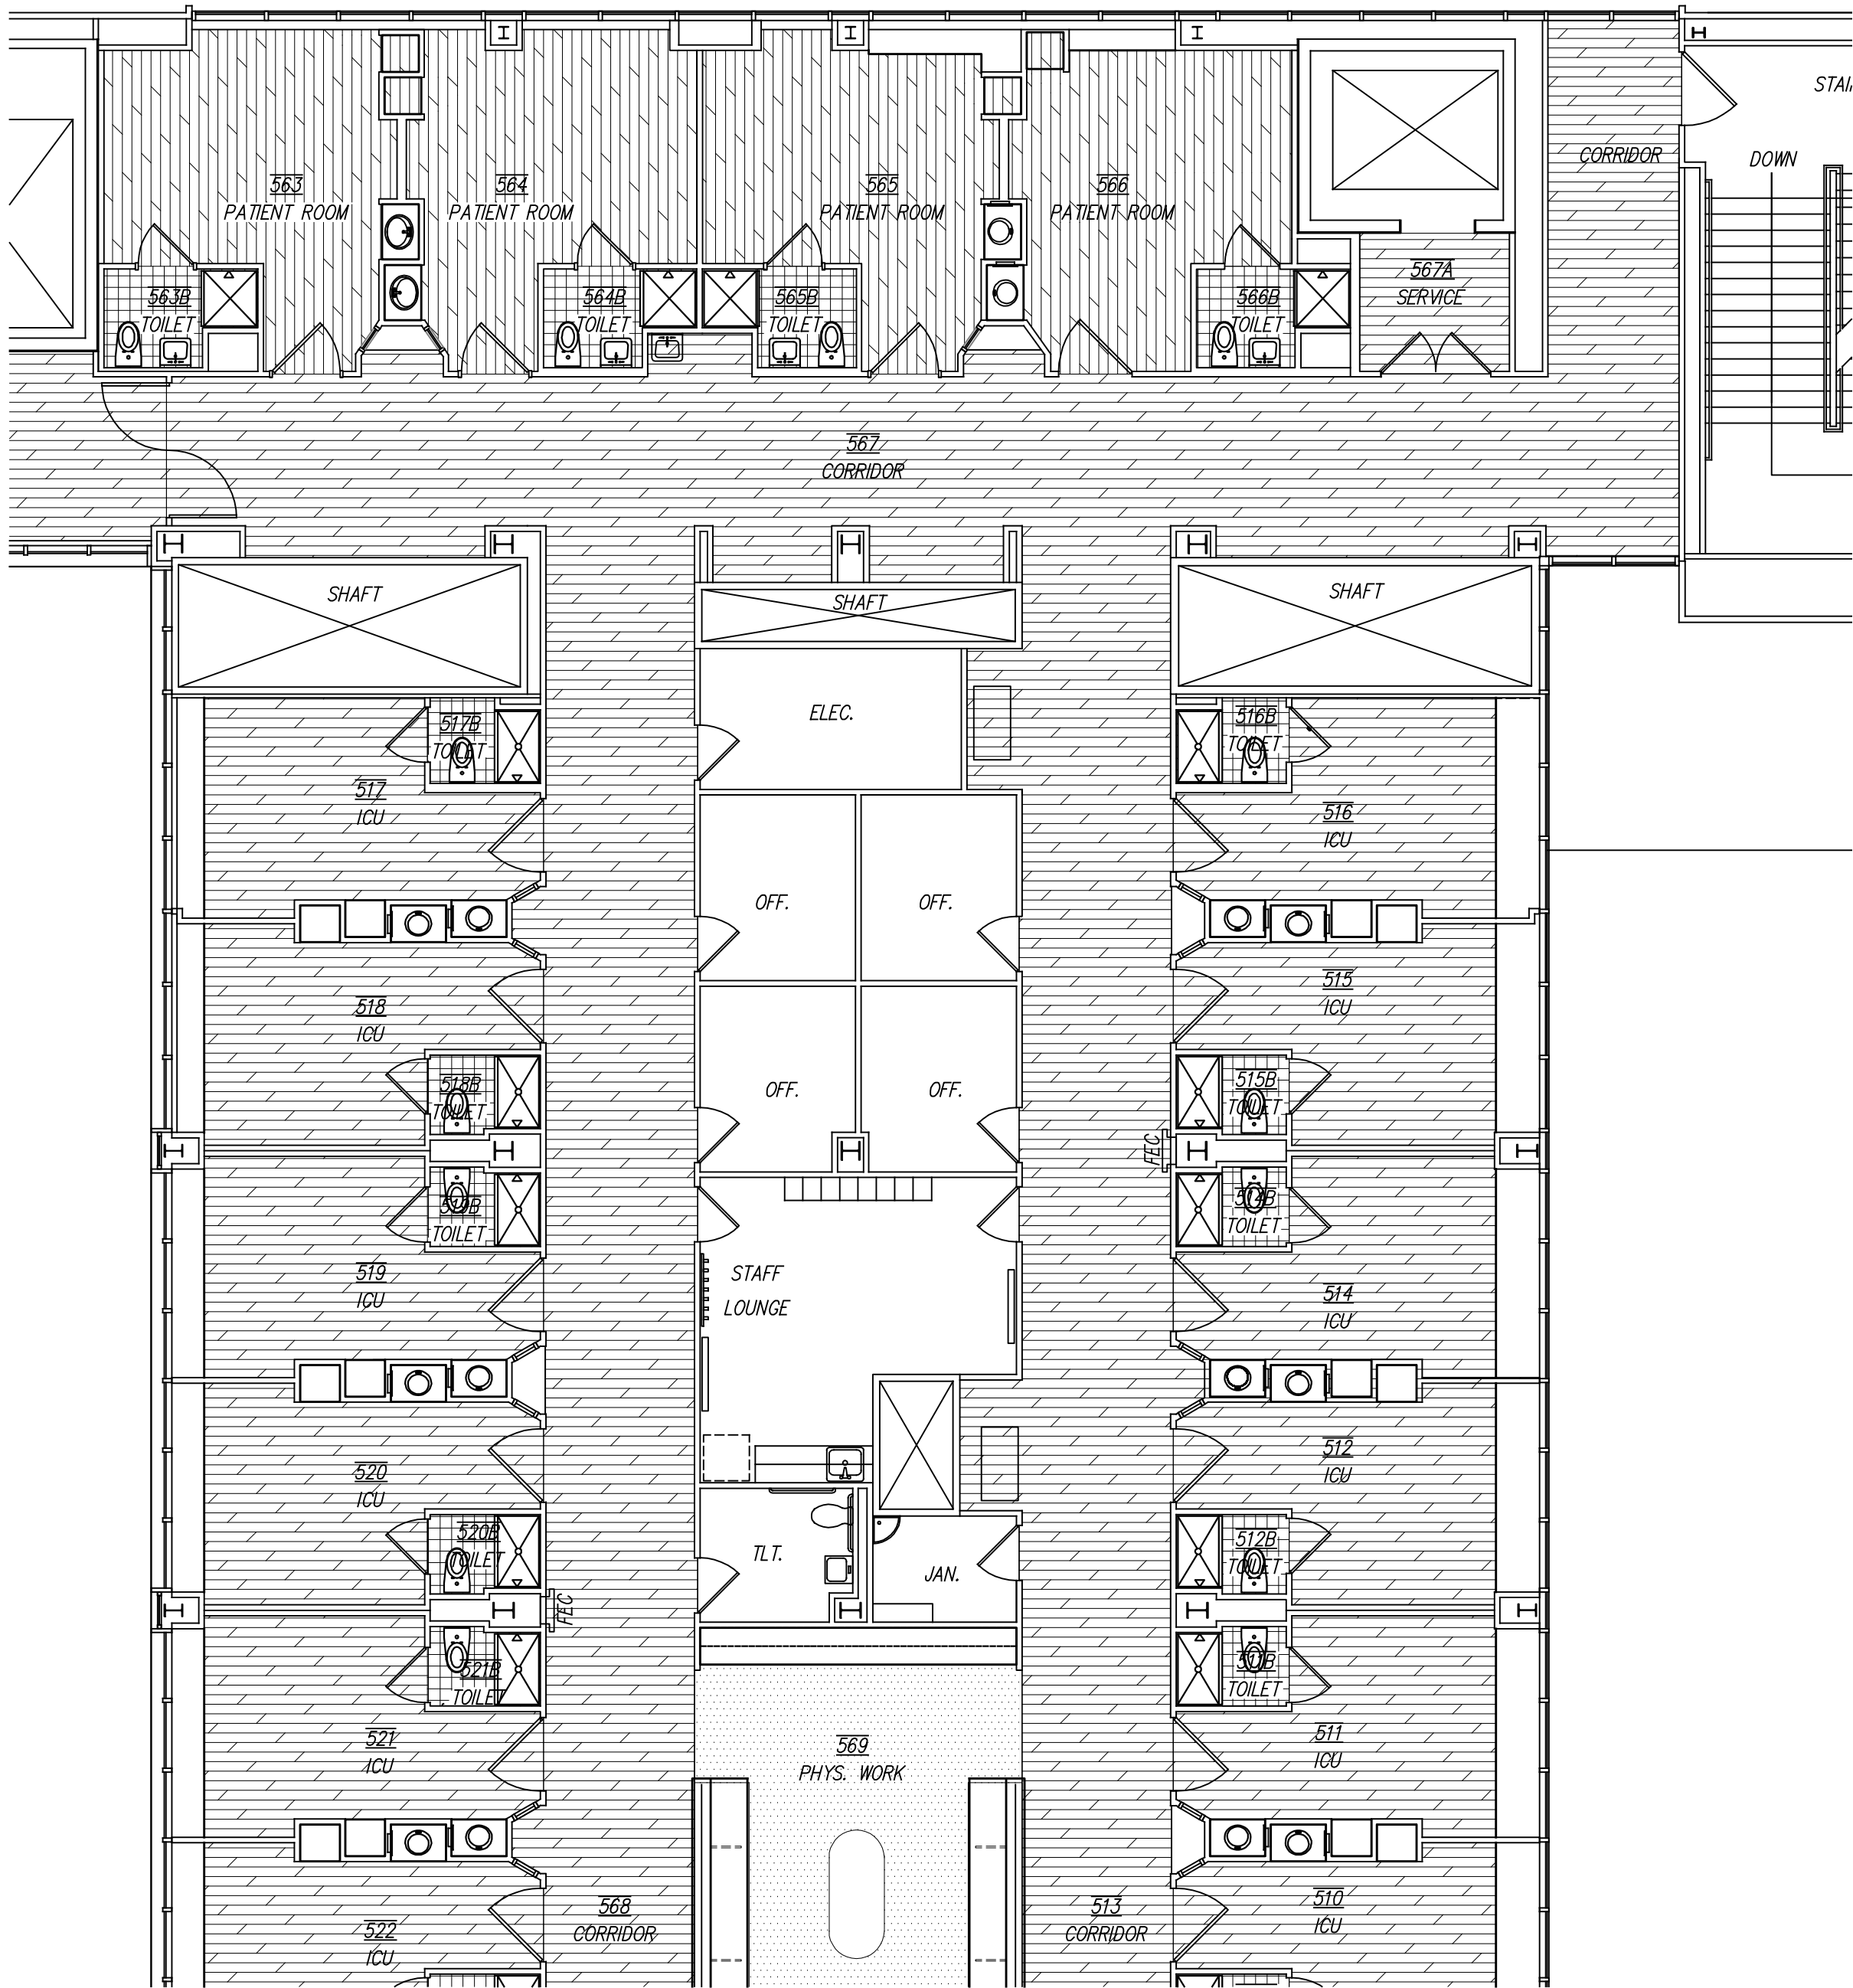 STAI
CORRIDOR
DOWN
563
PATIENT ROOM
564
PATIENT ROOM
565
PATIENT ROOM
566
PATIENT ROOM
567A
SERVICE
563B
TOILET
564B
TOILET
565B
TOILET
566B
TOILET
567
CORRIDOR
SHAFT
SHAFT
SHAFT
ELEC.
517B
TOILET
516B
TOILET
517
ICU
516
ICU
OFF.
OFF.
518
ICU
515
ICU
OFF.
OFF.
518B
TOILET
515B
TOILET
FEC
519B
TOILET
514B
TOILET
519
ICU
STAFF
LOUNGE
514
ICU
520
ICU
512
ICU
520B
TOILET
TLT.
JAN.
512B
TOILET
FEC
521B
TOILET
511B
TOILET
521
ICU
569
PHYS. WORK
511
ICU
522
ICU
568
CORRIDOR
513
CORRIDOR
510
ICU